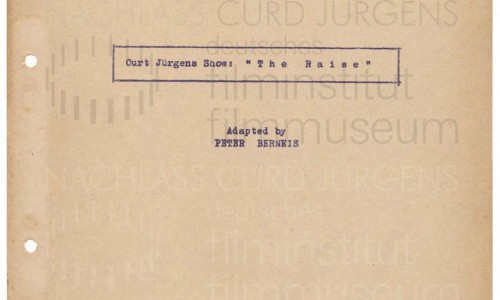 NACHLASS CURD JÜRGENS
deutsches
filminstitut
filmmuseum
Curt Jürgens Show: "The Raise"
Adapted by
PETER BERNEIS
NACHLASS CURD JÜRGENS
deutsches
filminstitut
filmmuseum